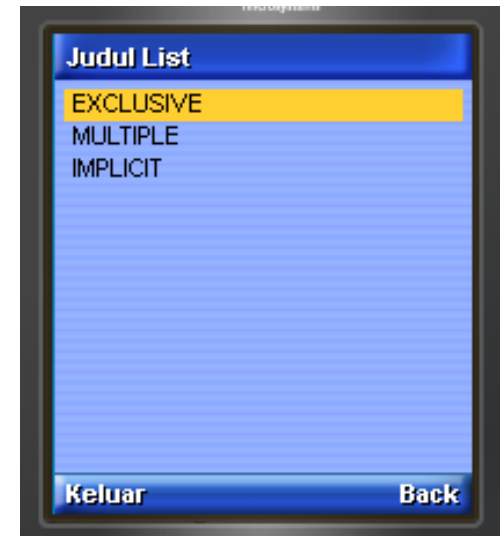 Judul List
EXCLUSIVE
MULTIPLE
IMPLICIT
Keluar Back